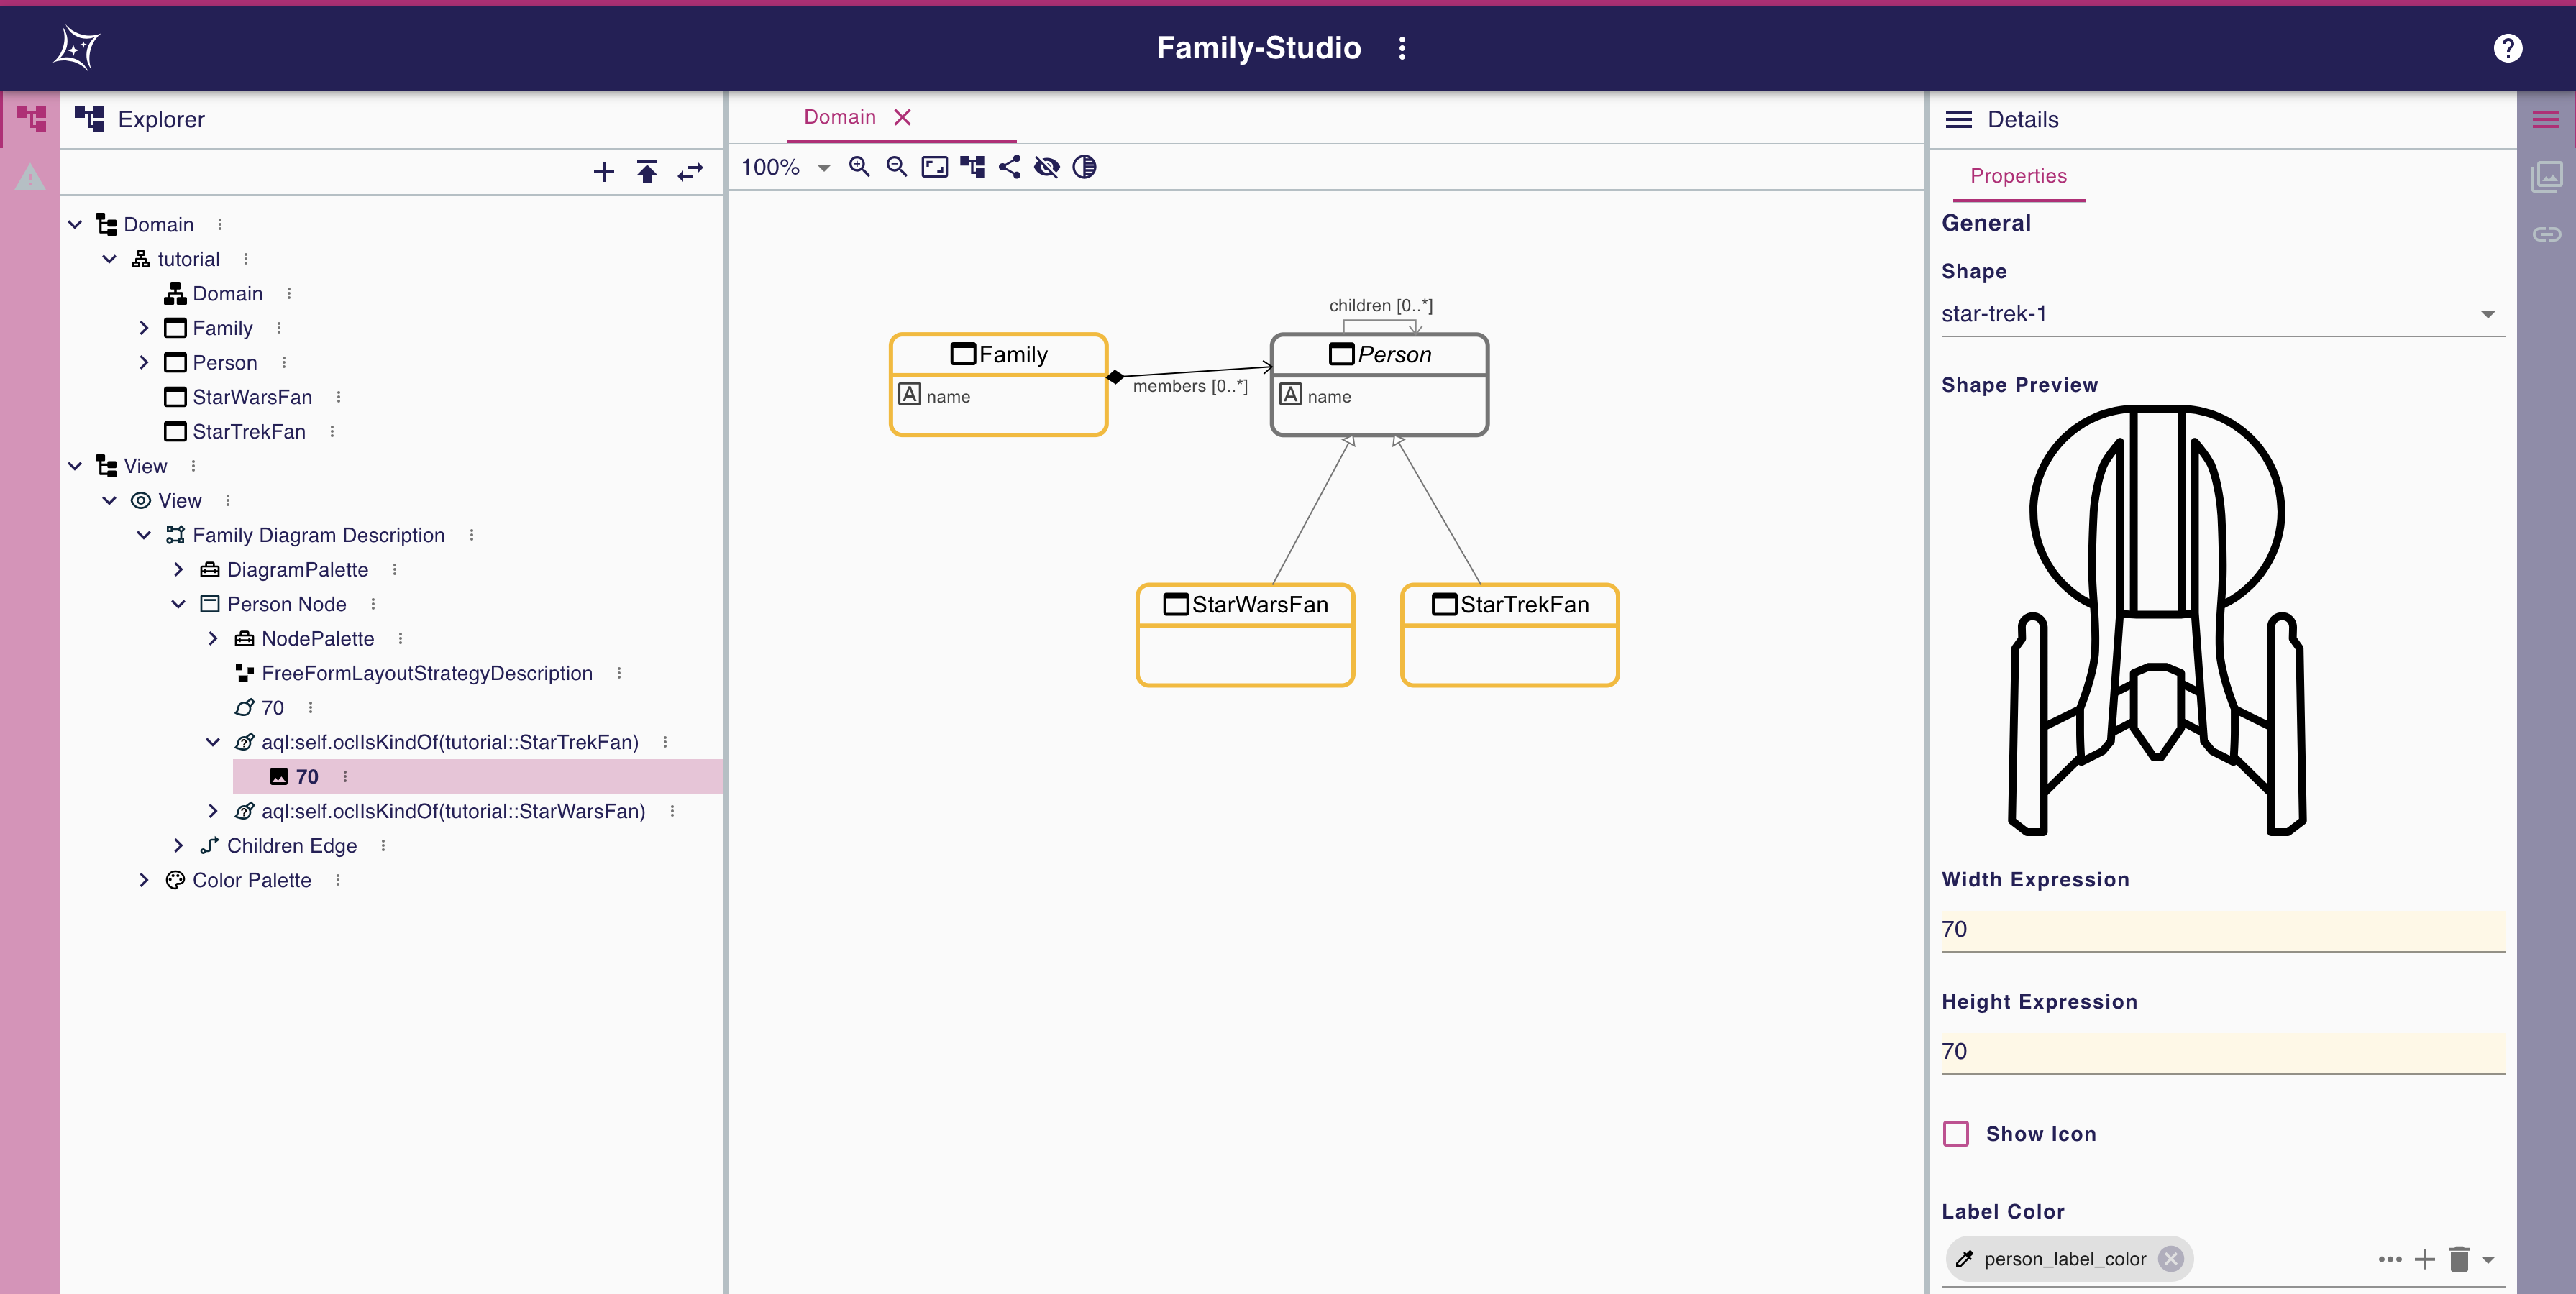 Family-Studio
Explorer
Domain
tutorial
Domain
Family
Person
StarWarsFan
StarTrekFan
View
View
Family Diagram Description
DiagramPalette
Person Node
NodePalette
FreeFormLayoutStrategyDescription
70
aql:self.oclIsKindOf(tutorial::StarTrekFan)
70
aql:self.oclIsKindOf(tutorial::StarWarsFan)
Children Edge
Color Palette
Domain
100%
children [0..*]
Family
A name
members [0..*]
Person
A name
StarWarsFan
StarTrekFan
Details
Properties
General
Shape
star-trek-1
Shape Preview
Width Expression
70
Height Expression
70
Show Icon
Label Color
person_label_color